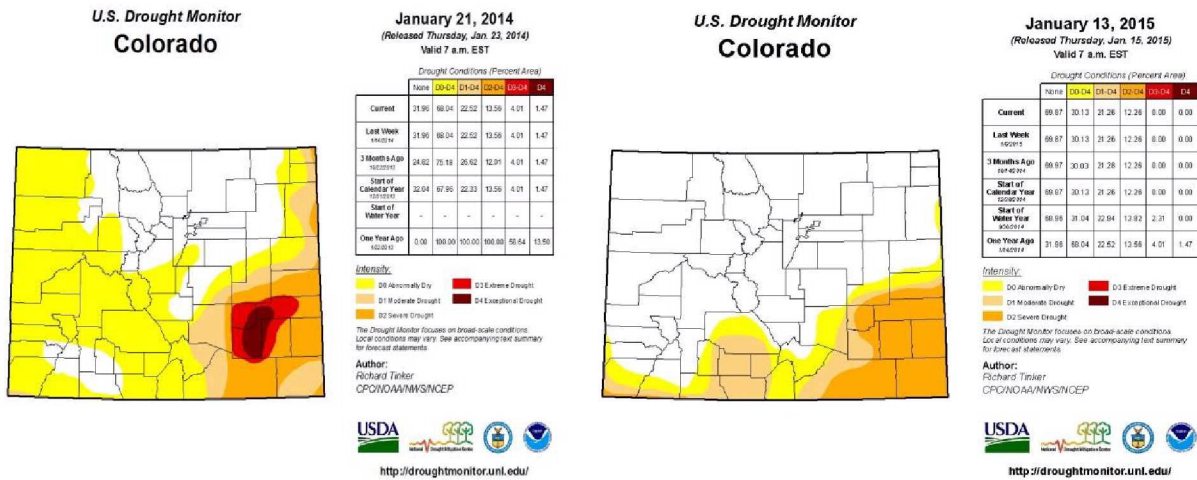 U.S. Drought Monitor
Colorado
January 21, 2014
(Released Thursday, Jan. 23, 2014)
Valid 7 a.m. EST
Drought Conditions (Percent Area)
None D0-D4 D1-D4 D2-D4 D3-D4 D4
Current 31.96 68.04 22.52 13.56 4.01 1.47
Last Week 31.96 68.04 22.52 13.56 4.01 1.47
3 Months Ago 24.82 75.18 26.62 12.01 4.01 1.47
Start of Calendar Year 32.04 67.96 22.33 13.56 4.01 1.47
Start of Water Year - - - - - -
One Year Ago 0.00 100.00 100.00 100.00 58.64 13.50
Intensity:
D0 Abnormally Dry
D1 Moderate Drought
D2 Severe Drought
D3 Extreme Drought
D4 Exceptional Drought
The Drought Monitor focuses on broad-scale conditions.
Local conditions may vary. See accompanying text summary
for forecast statements.
Author:
Richard Tinker
CPC/NOAA/NWS/NCEP
USDA
National Drought Mitigation Center
http://droughtmonitor.unl.edu/
U.S. Drought Monitor
Colorado
January 13, 2015
(Released Thursday, Jan. 15, 2015)
Valid 7 a.m. EST
Drought Conditions (Percent Area)
None D0-D4 D1-D4 D2-D4 D3-D4 D4
Current 69.87 30.13 21.26 12.26 0.00 0.00
Last Week 69.87 30.13 21.26 12.26 0.00 0.00
3 Months Ago 69.97 30.03 21.28 12.26 0.00 0.00
Start of Calendar Year 69.87 30.13 21.26 12.26 0.00 0.00
Start of Water Year 68.96 31.04 22.94 13.82 2.31 0.00
One Year Ago 31.96 68.04 22.52 13.56 4.01 1.47
Intensity:
D0 Abnormally Dry
D1 Moderate Drought
D2 Severe Drought
D3 Extreme Drought
D4 Exceptional Drought
The Drought Monitor focuses on broad-scale conditions.
Local conditions may vary. See accompanying text summary
for forecast statements.
Author:
Richard Tinker
CPC/NOAA/NWS/NCEP
USDA
National Drought Mitigation Center
http://droughtmonitor.unl.edu/